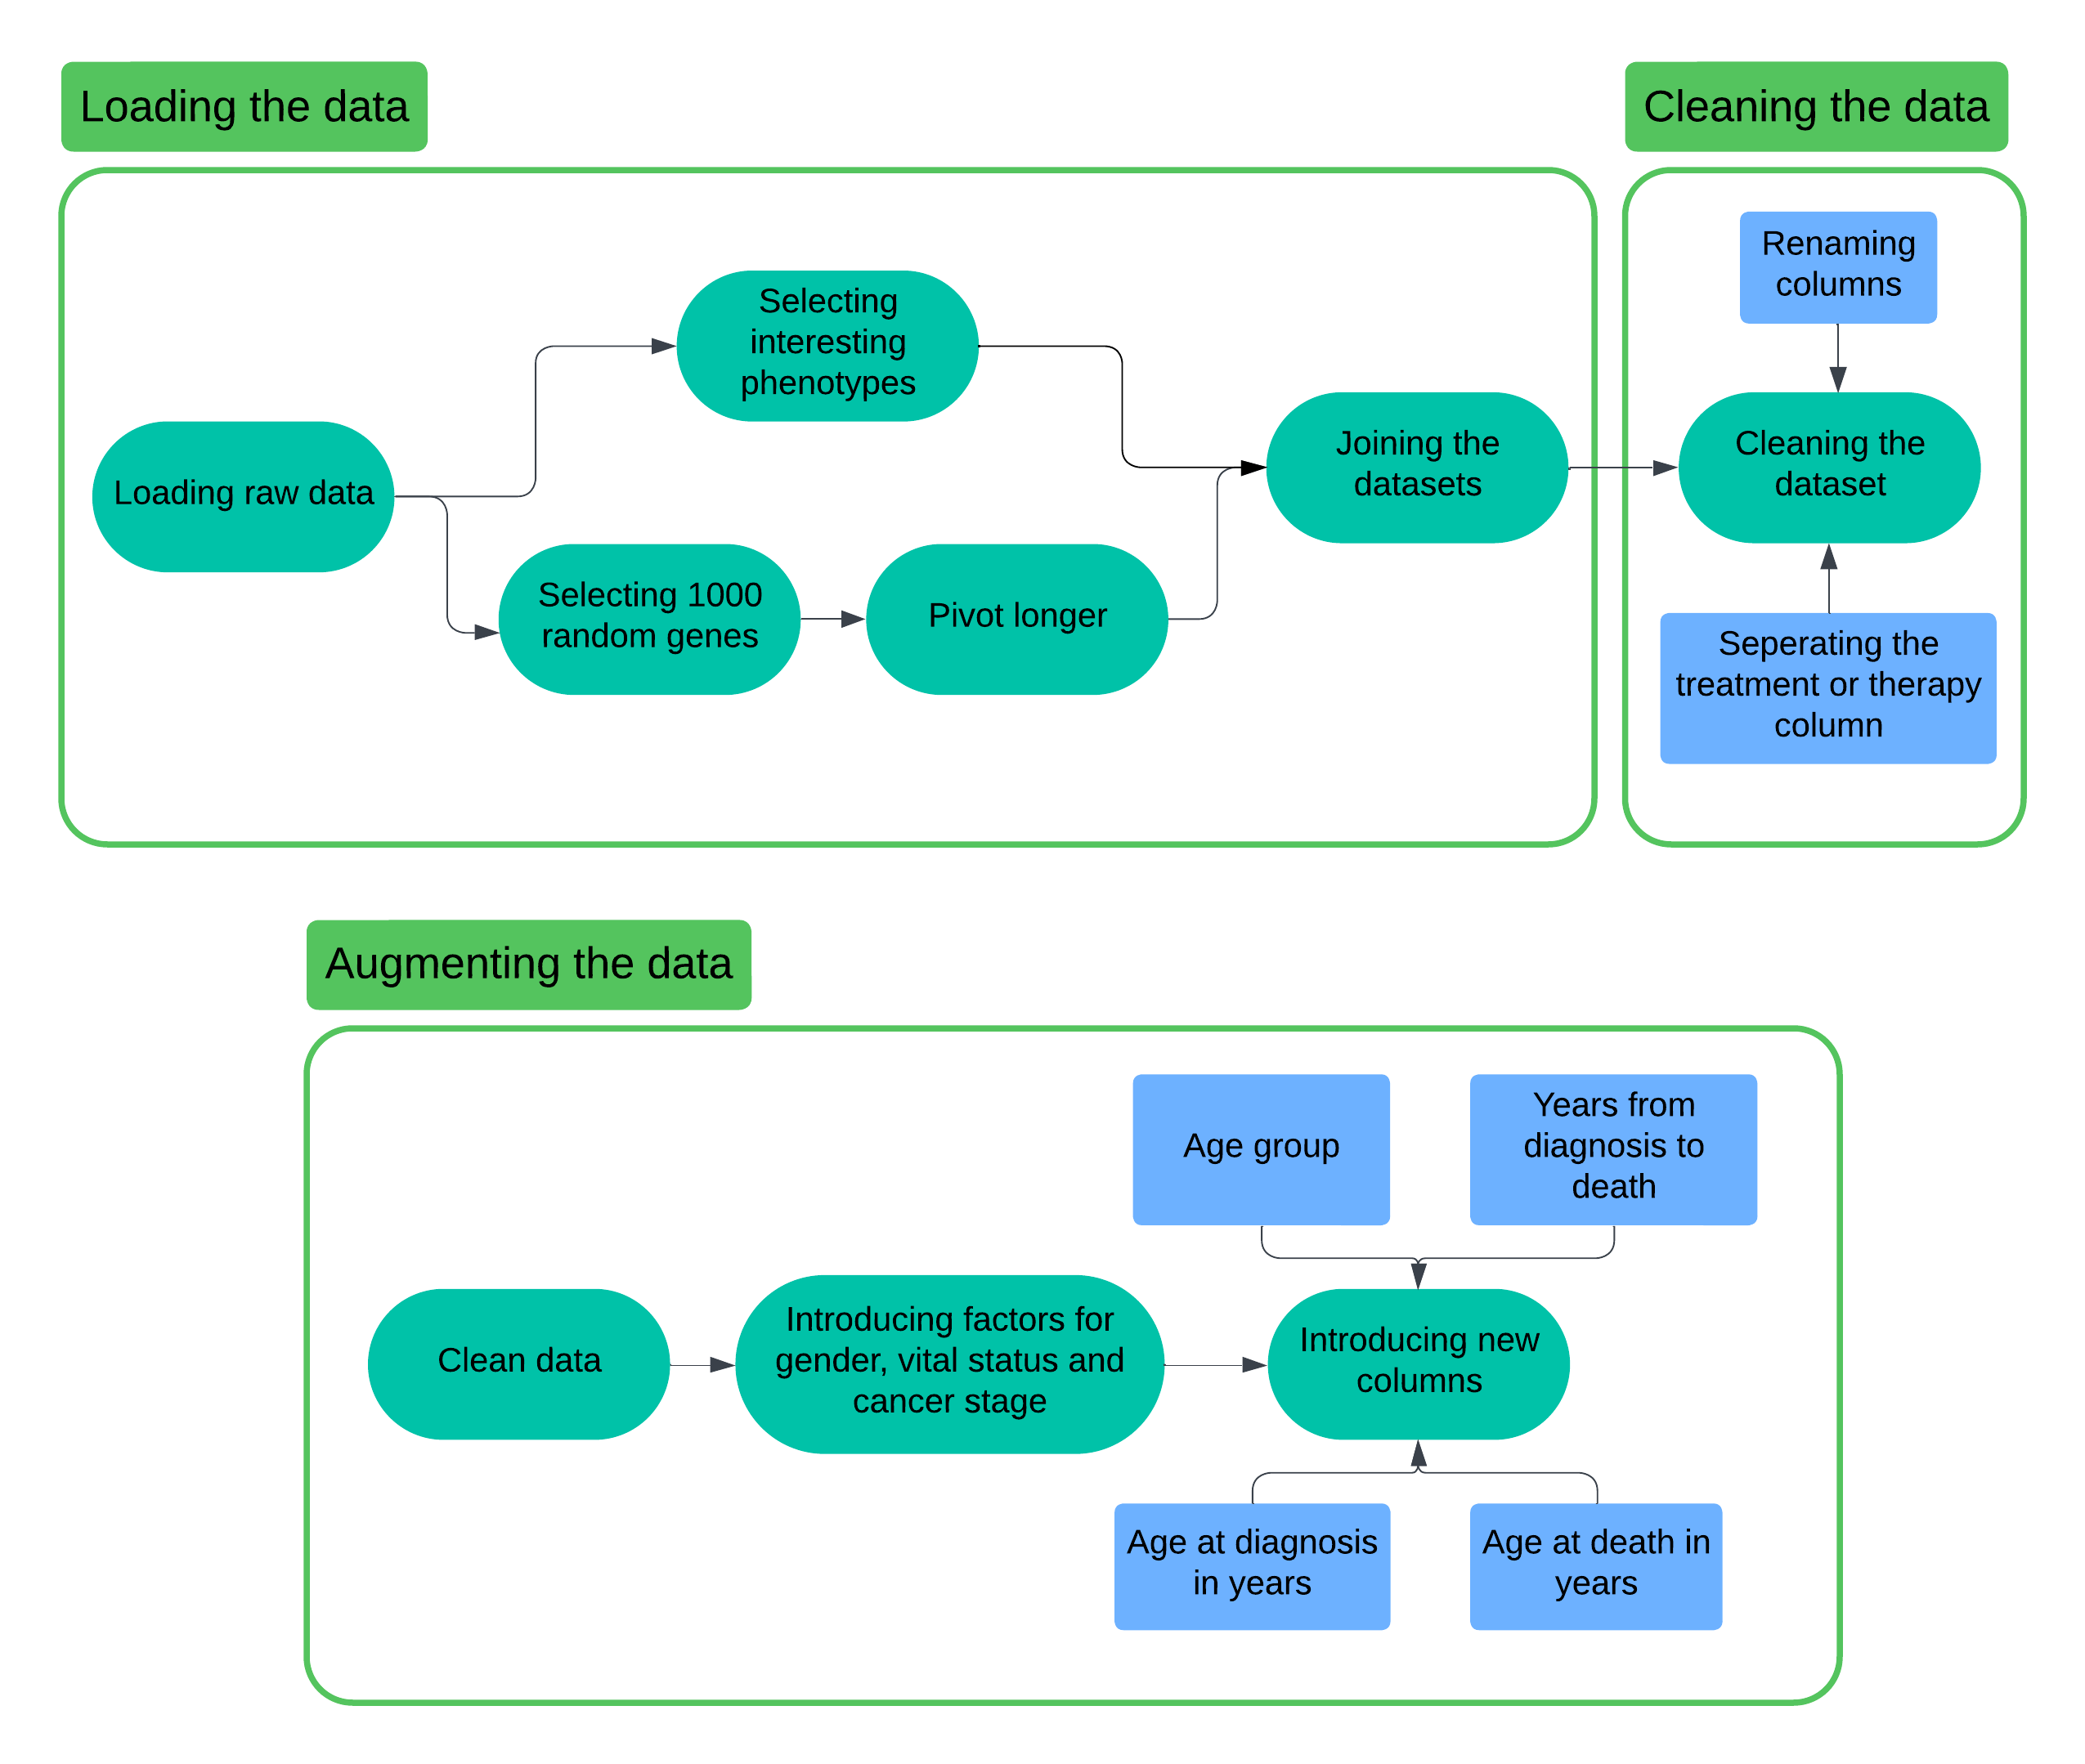 Loading the data
Cleaning the data
Renaming
columns
Selecting
interesting
phenotypes
Joining the
datasets
Cleaning the
dataset
Loading raw data
Selecting 1000
random genes
Pivot longer
Seperating the
treatment or therapy
column
Augmenting the data
Age group
Years from
diagnosis to
death
Clean data
Introducing factors for
gender, vital status and
cancer stage
Introducing new
columns
Age at diagnosis
in years
Age at death in
years